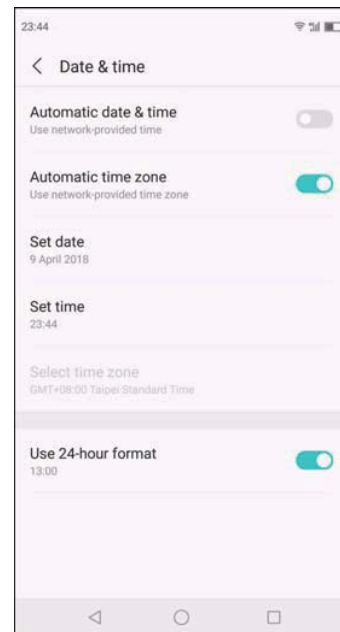 23:44
Date & time
Automatic date & time
Use network-provided time
Automatic time zone
Use network-provided time zone
Set date
9 April 2018
Set time
23:44
Select time zone
GMT+08:00 Taipei Standard Time
Use 24-hour format
13:00